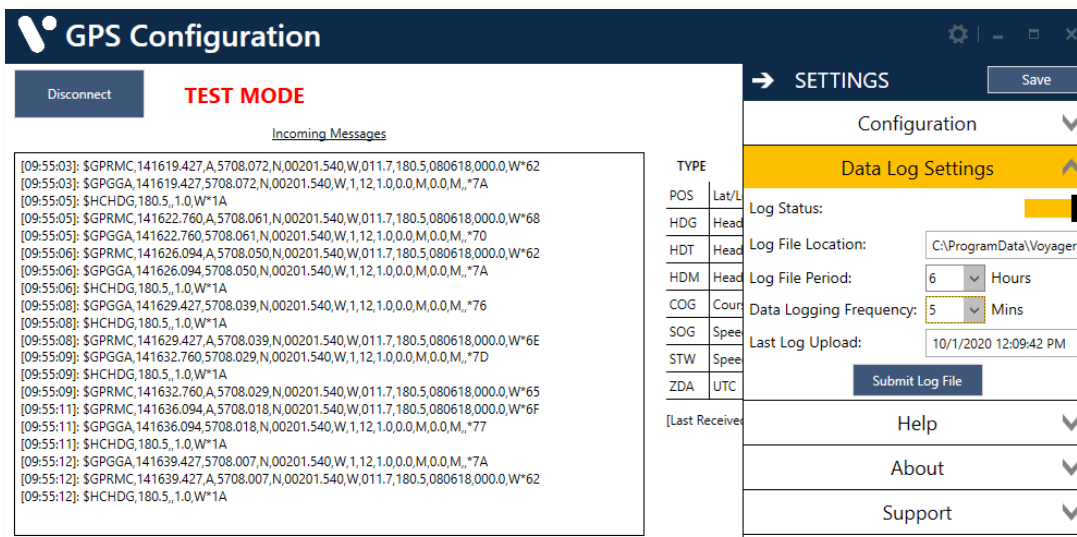 GPS Configuration
Disconnect
TEST MODE
Incoming Messages
[09:55:03]: $GPRMC,141619.427,A,5708.072,N,00201.540,W,011.7,180.5,080618,000.0,W*62
[09:55:03]: $GPGGA,141619.427,5708.072,N,00201.540,W,1,12,1.0,0.0,M,0.0,M,,*7A
[09:55:05]: $HCHDG,180.5,,1.0,W*1A
[09:55:05]: $GPRMC,141622.760,A,5708.061,N,00201.540,W,011.7,180.5,080618,000.0,W*68
[09:55:05]: $GPGGA,141622.760,5708.061,N,00201.540,W,1,12,1.0,0.0,M,0.0,M,,*70
[09:55:06]: $GPRMC,141626.094,A,5708.050,N,00201.540,W,011.7,180.5,080618,000.0,W*62
[09:55:06]: $GPGGA,141626.094,5708.050,N,00201.540,W,1,12,1.0,0.0,M,0.0,M,,*7A
[09:55:06]: $HCHDG,180.5,,1.0,W*1A
[09:55:08]: $GPGGA,141629.427,5708.039,N,00201.540,W,1,12,1.0,0.0,M,0.0,M,,*76
[09:55:08]: $HCHDG,180.5,,1.0,W*1A
[09:55:08]: $GPRMC,141629.427,A,5708.039,N,00201.540,W,011.7,180.5,080618,000.0,W*6E
[09:55:09]: $GPGGA,141632.760,5708.029,N,00201.540,W,1,12,1.0,0.0,M,0.0,M,,*7D
[09:55:09]: $HCHDG,180.5,,1.0,W*1A
[09:55:09]: $GPRMC,141632.760,A,5708.029,N,00201.540,W,011.7,180.5,080618,000.0,W*65
[09:55:11]: $GPRMC,141636.094,A,5708.018,N,00201.540,W,011.7,180.5,080618,000.0,W*6F
[09:55:11]: $GPGGA,141636.094,5708.018,N,00201.540,W,1,12,1.0,0.0,M,0.0,M,,*77
[09:55:11]: $HCHDG,180.5,,1.0,W*1A
[09:55:12]: $GPGGA,141639.427,5708.007,N,00201.540,W,1,12,1.0,0.0,M,0.0,M,,*7A
[09:55:12]: $GPRMC,141639.427,A,5708.007,N,00201.540,W,011.7,180.5,080618,000.0,W*62
[09:55:12]: $HCHDG,180.5,,1.0,W*1A
TYPE
POS Lat/L
HDG Head
HDT Head
HDM Head
COG Cours
SOG Spee
STW Spee
ZDA UTC
[Last Received
SETTINGS
Save
Configuration
Data Log Settings
Log Status:
Log File Location: C:\ProgramData\Voyager
Log File Period: 6 Hours
Data Logging Frequency: 5 Mins
Last Log Upload: 10/1/2020 12:09:42 PM
Submit Log File
Help
About
Support